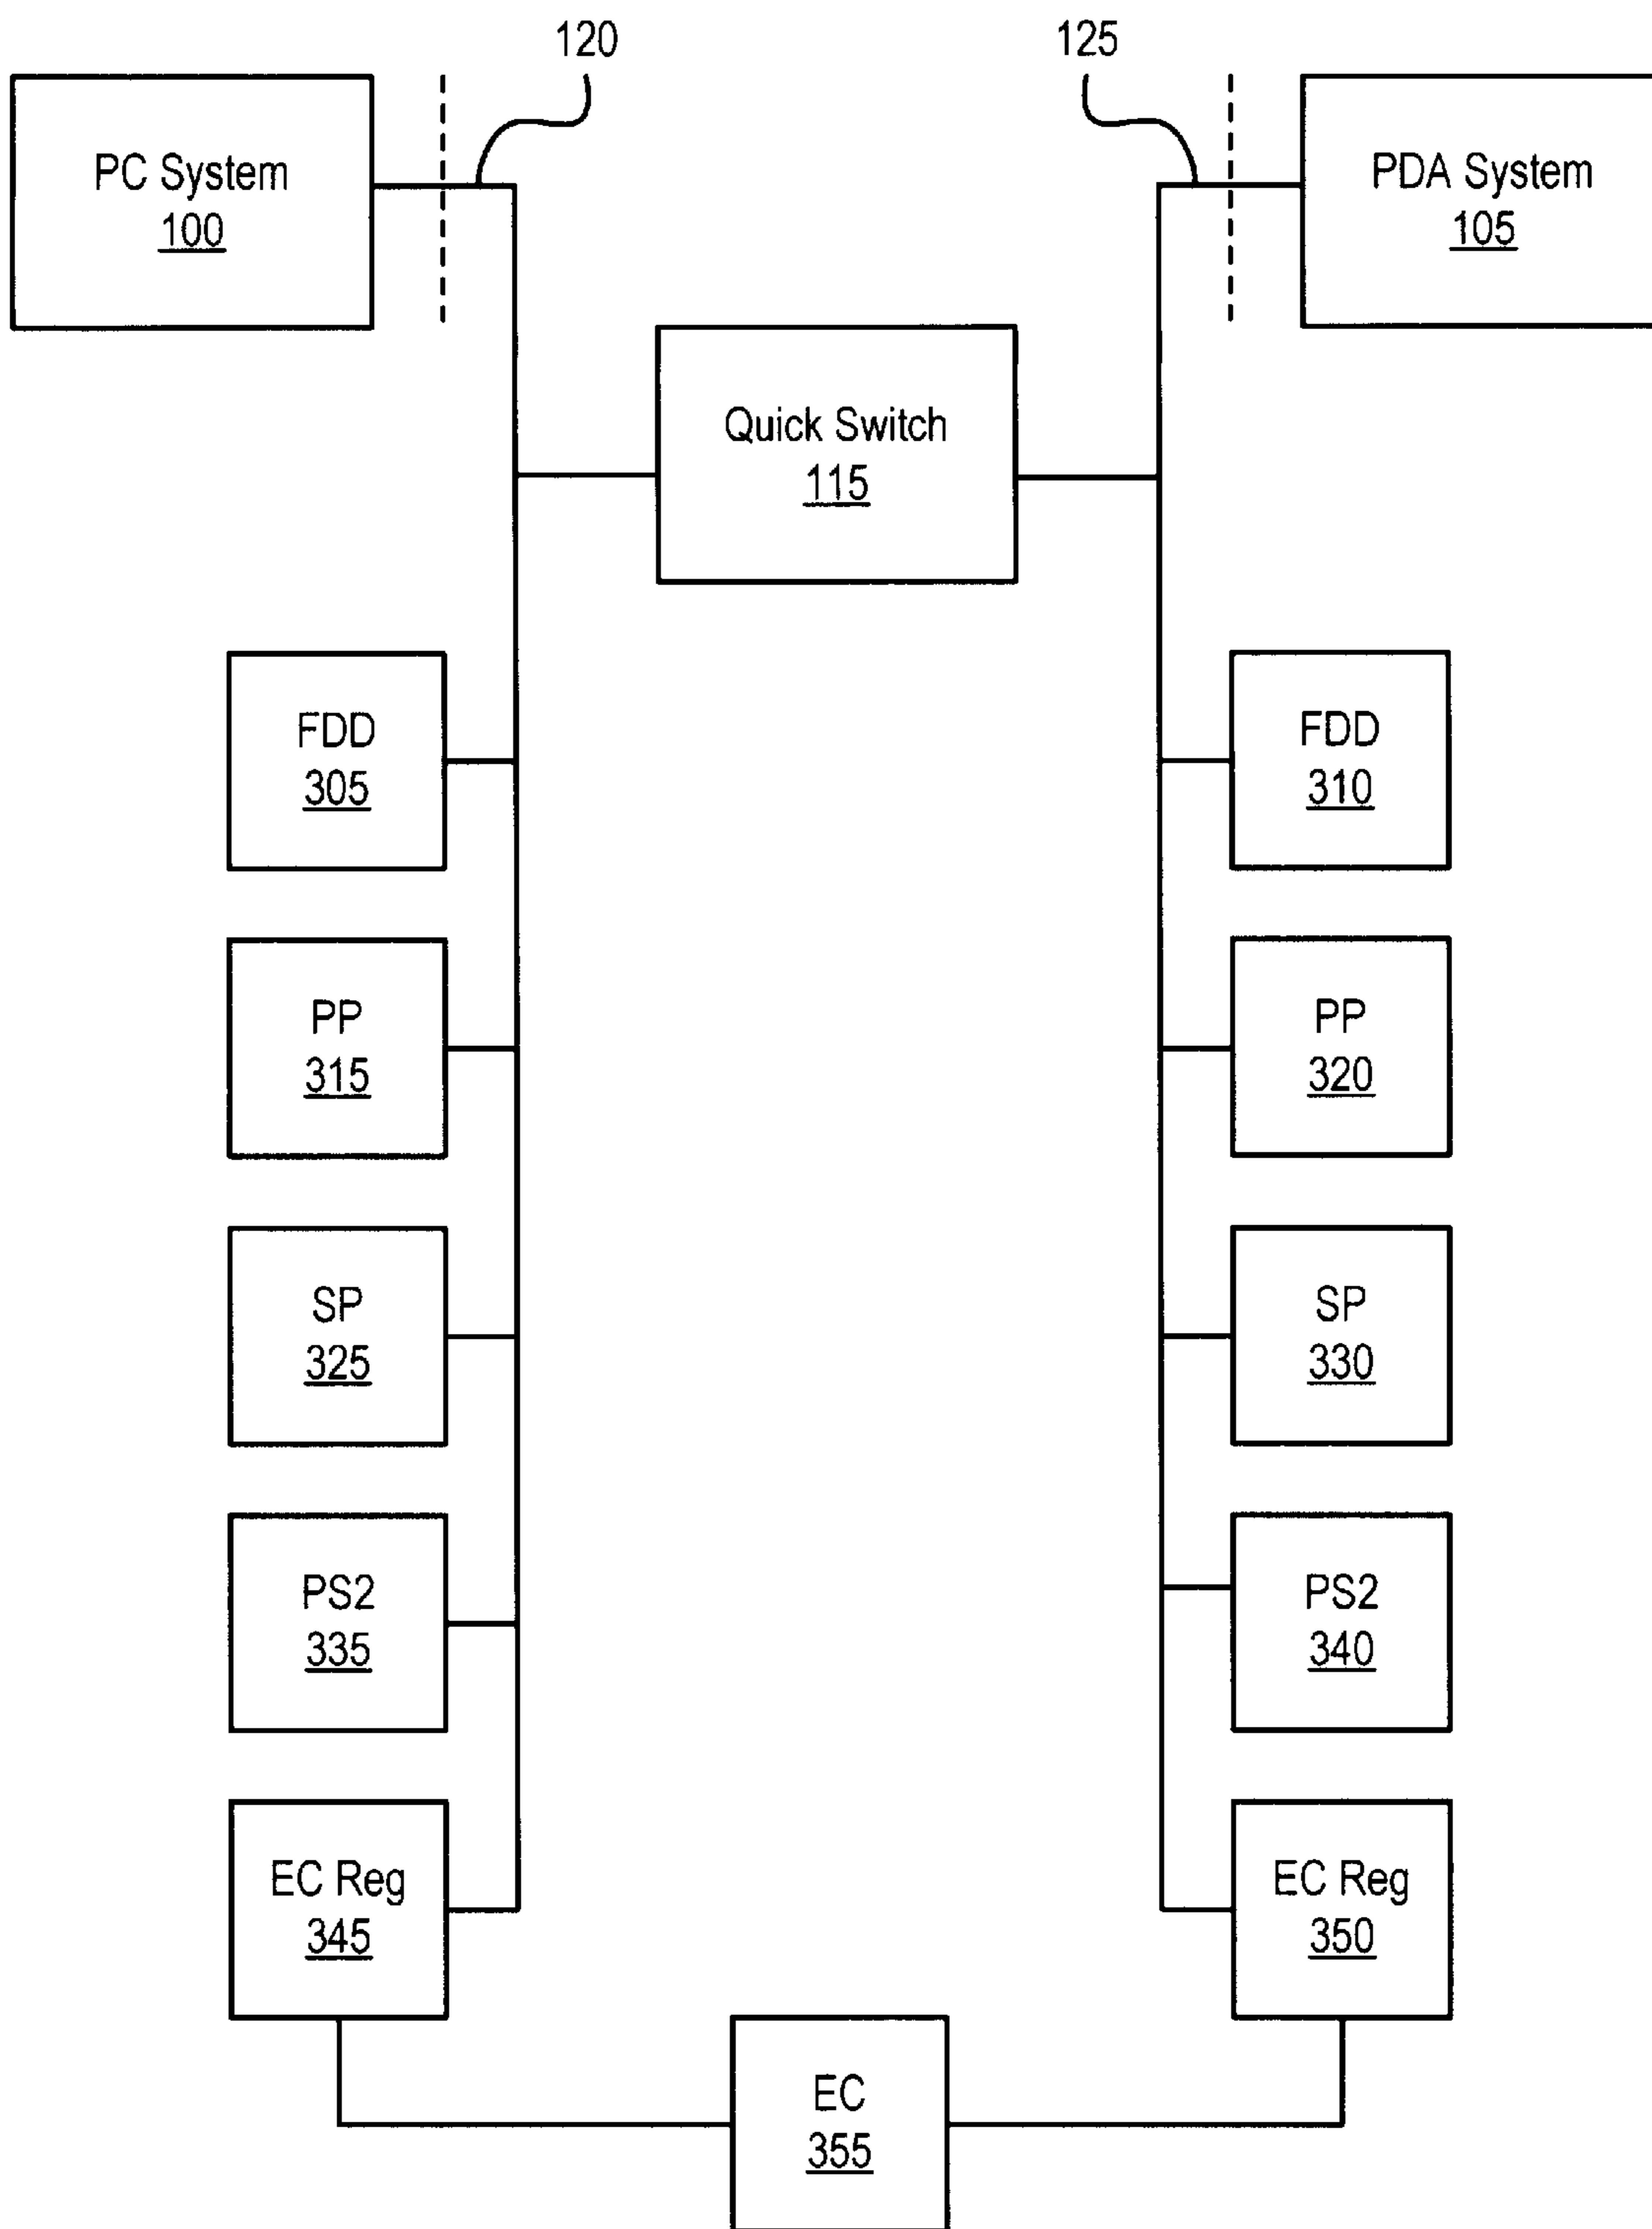 120
125
PC System
100
PDA System
105
Quick Switch
115
FDD
305
FDD
310
PP
315
PP
320
SP
325
SP
330
PS2
335
PS2
340
EC Reg
345
EC Reg
350
EC
355